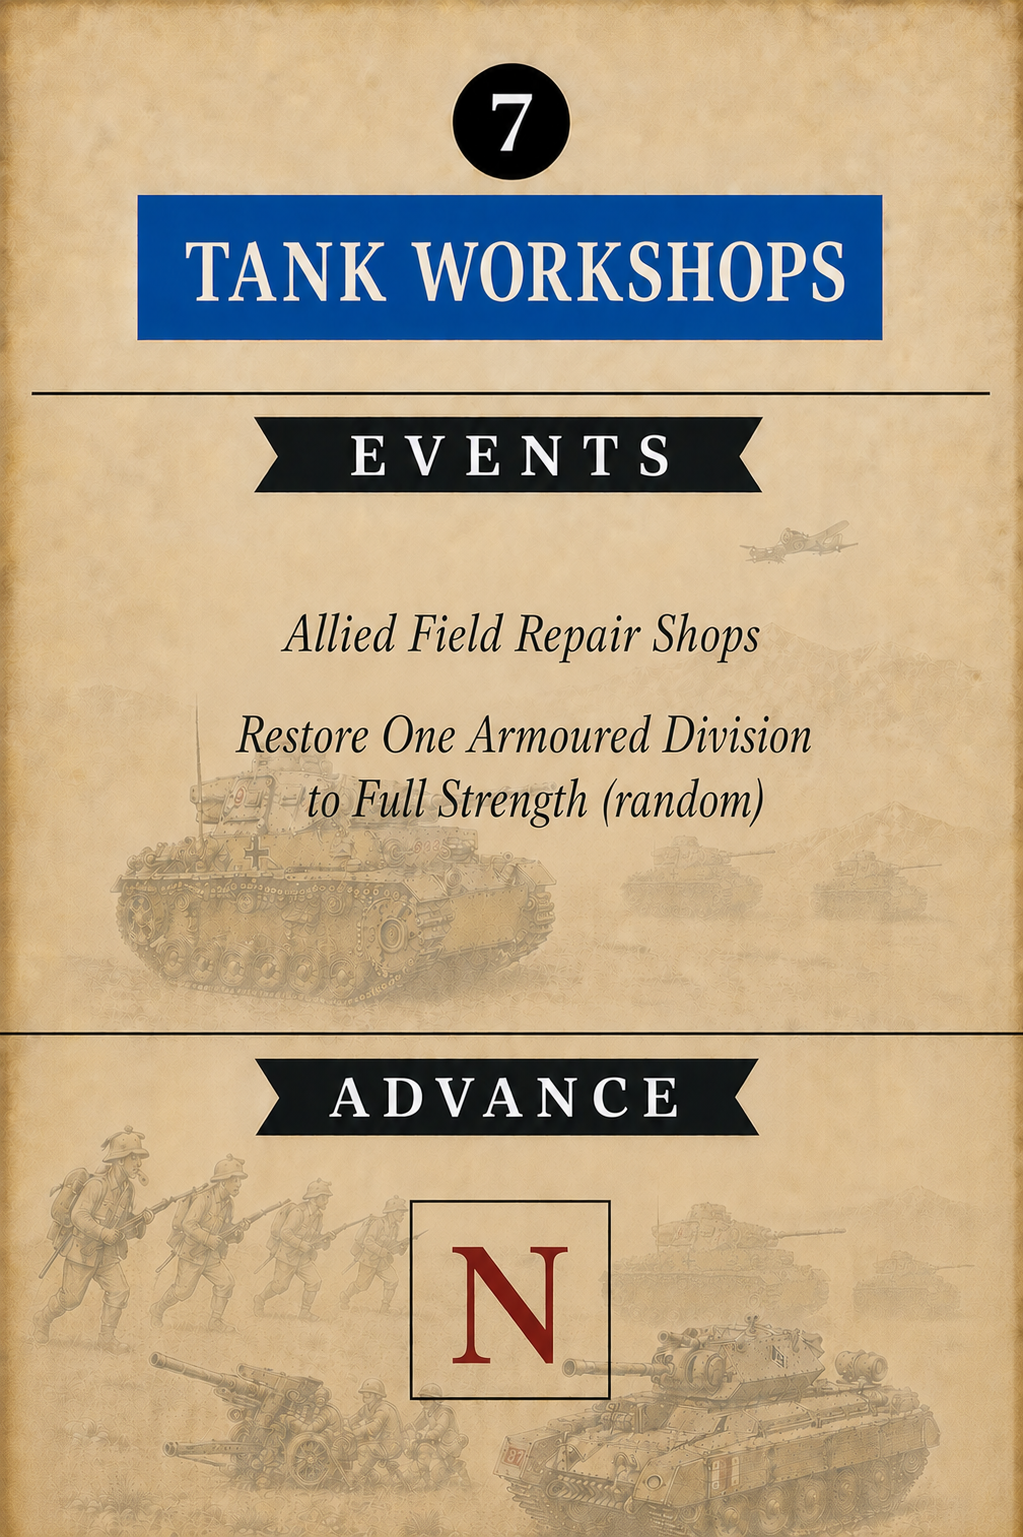 7
TANK WORKSHOPS
EVENTS
Allied Field Repair Shops
Restore One Armoured Division
to Full Strength (random)
ADVANCE
N